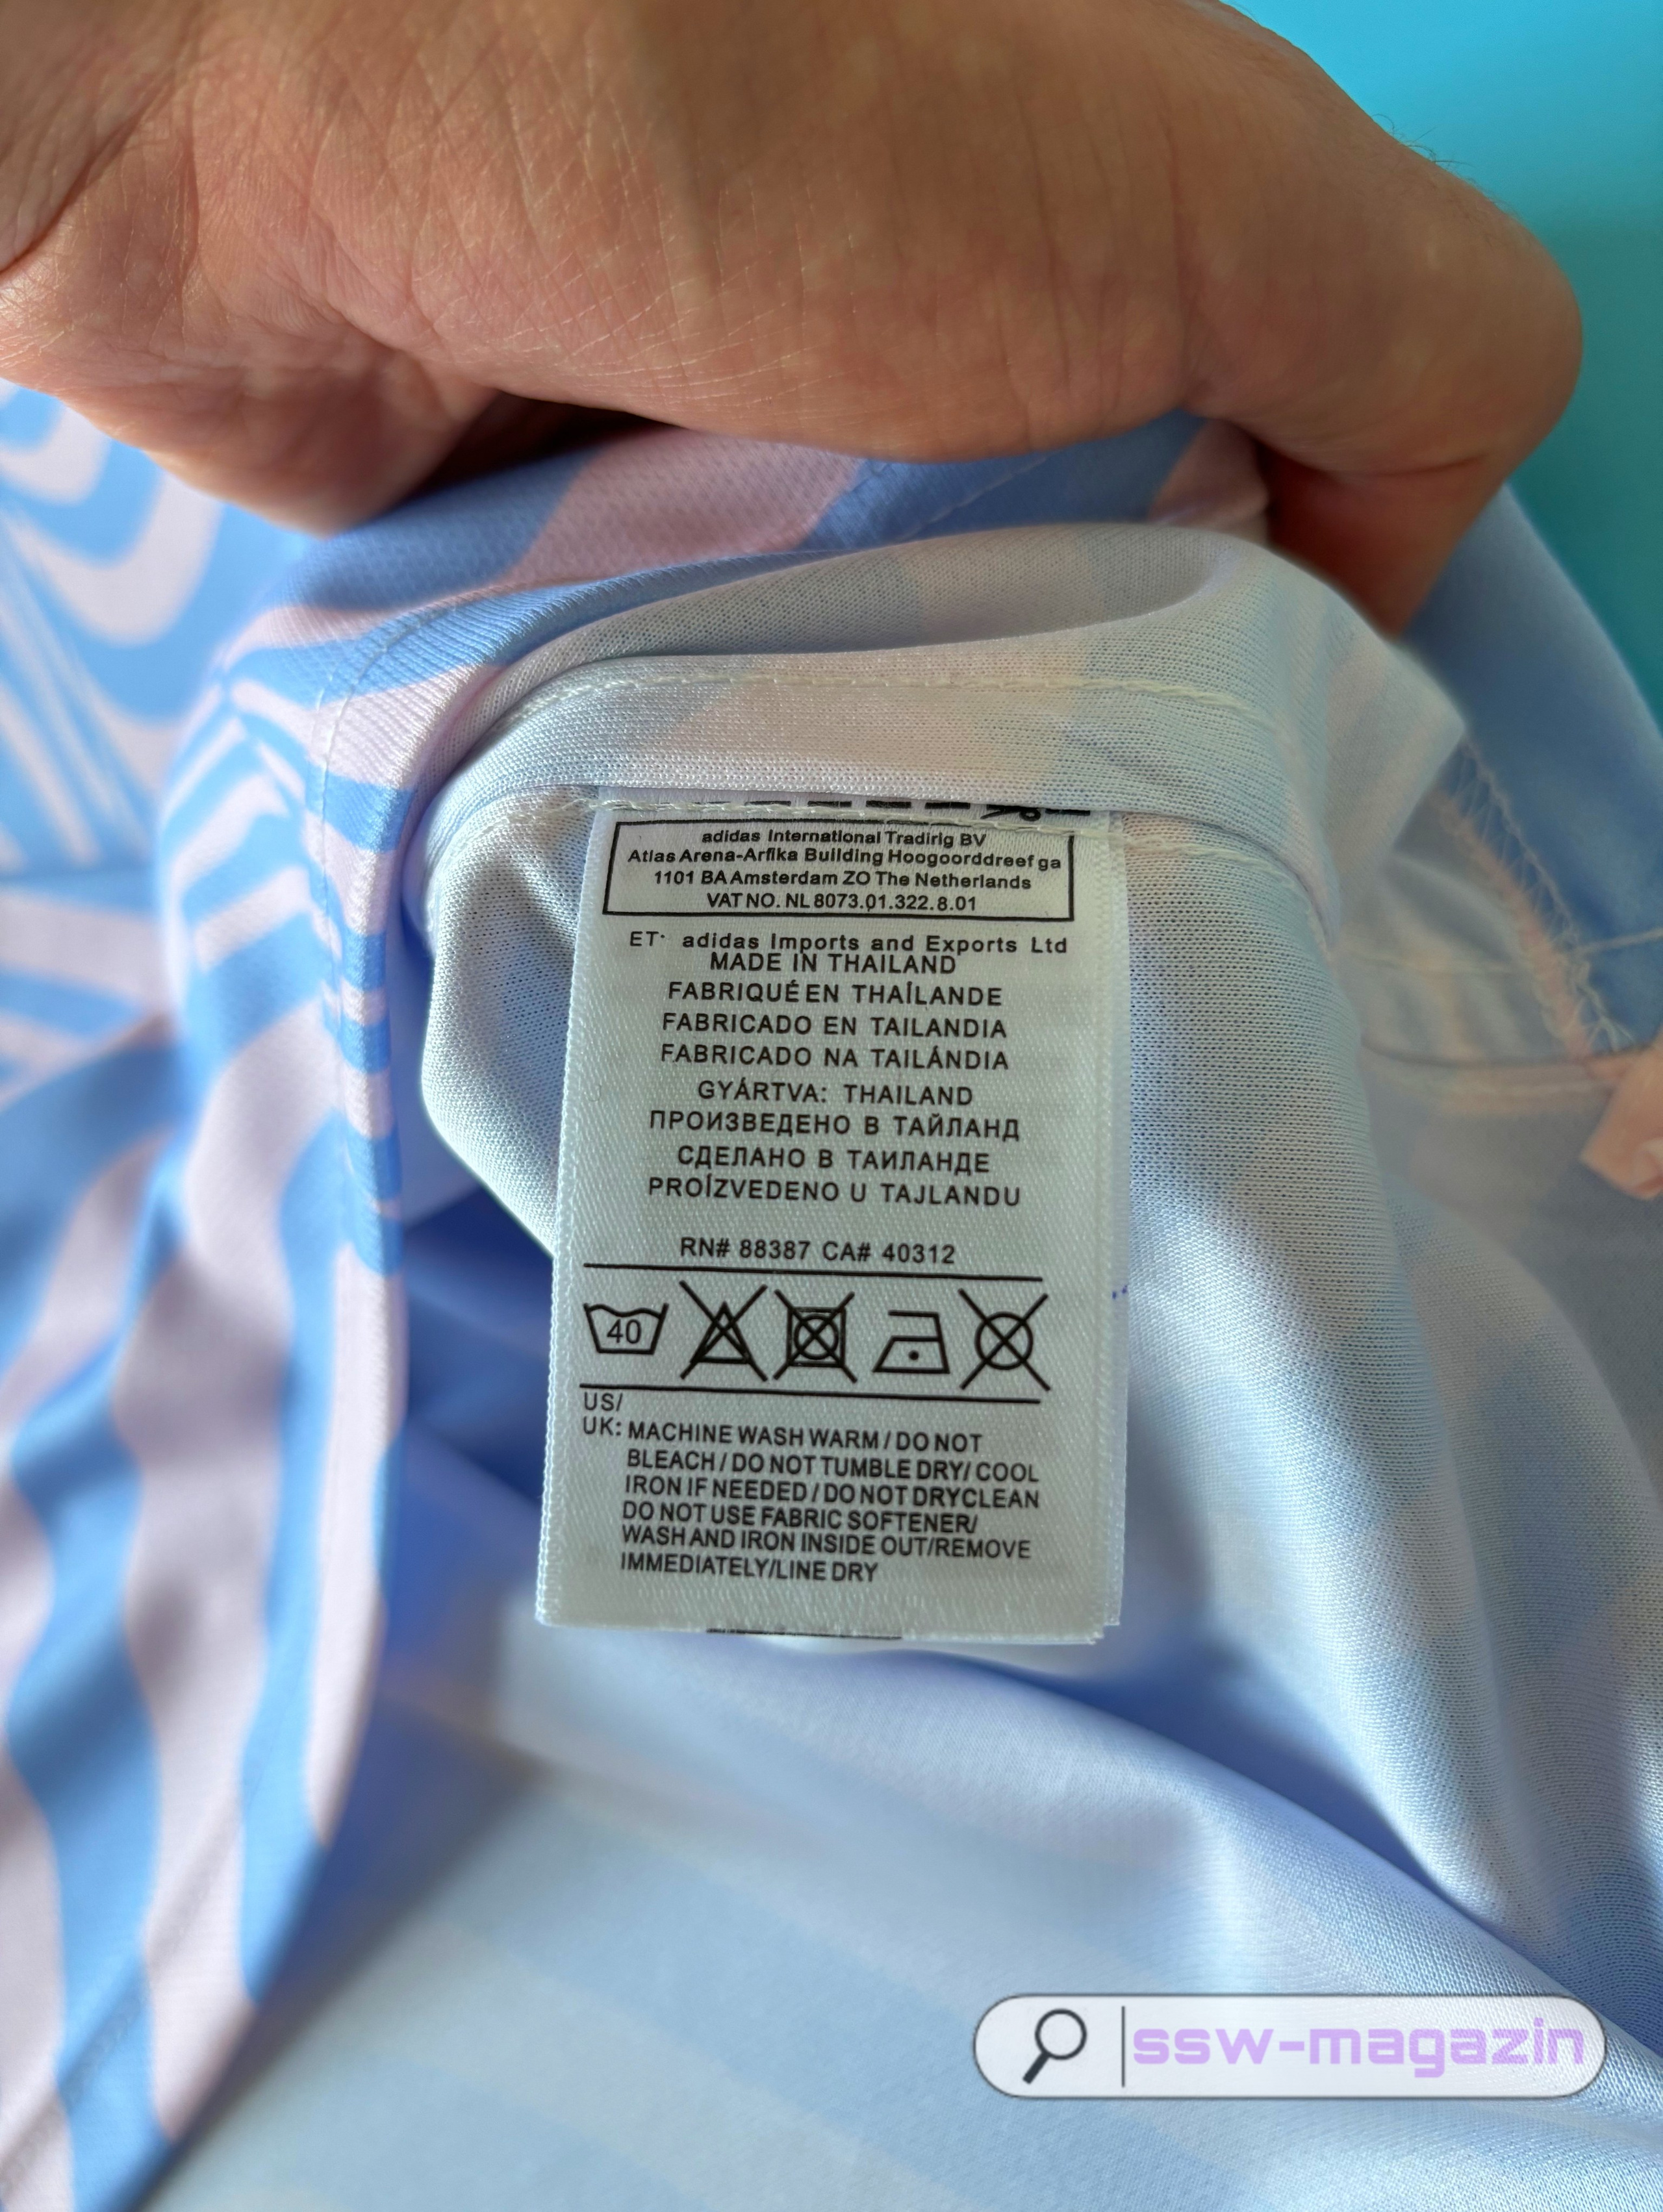 adidas International Tradirlg BV
Atlas Arena-Arfika Building Hoogoorddreef ga
1101 BA Amsterdam ZO The Netherlands
VAT NO. NL 8073.01.322.8.01
ET: adidas Imports and Exports Ltd
MADE IN THAILAND
FABRIQUÉ EN THAÍLANDE
FABRICADO EN TAILANDIA
FABRICADO NA TAILÁNDIA
GYÁRTVA: THAILAND
ПРОИЗВЕДЕНО В ТАЙЛАНД
СДЕЛАНО В ТАИЛАНДЕ
PROÍZVEDENO U TAJLANDU
RN# 88387 CA# 40312
40
US/
UK: MACHINE WASH WARM / DO NOT
BLEACH / DO NOT TUMBLE DRY/ COOL
IRON IF NEEDED / DO NOT DRYCLEAN
DO NOT USE FABRIC SOFTENER/
WASH AND IRON INSIDE OUT/REMOVE
IMMEDIATELY/LINE DRY
ssw-magazin